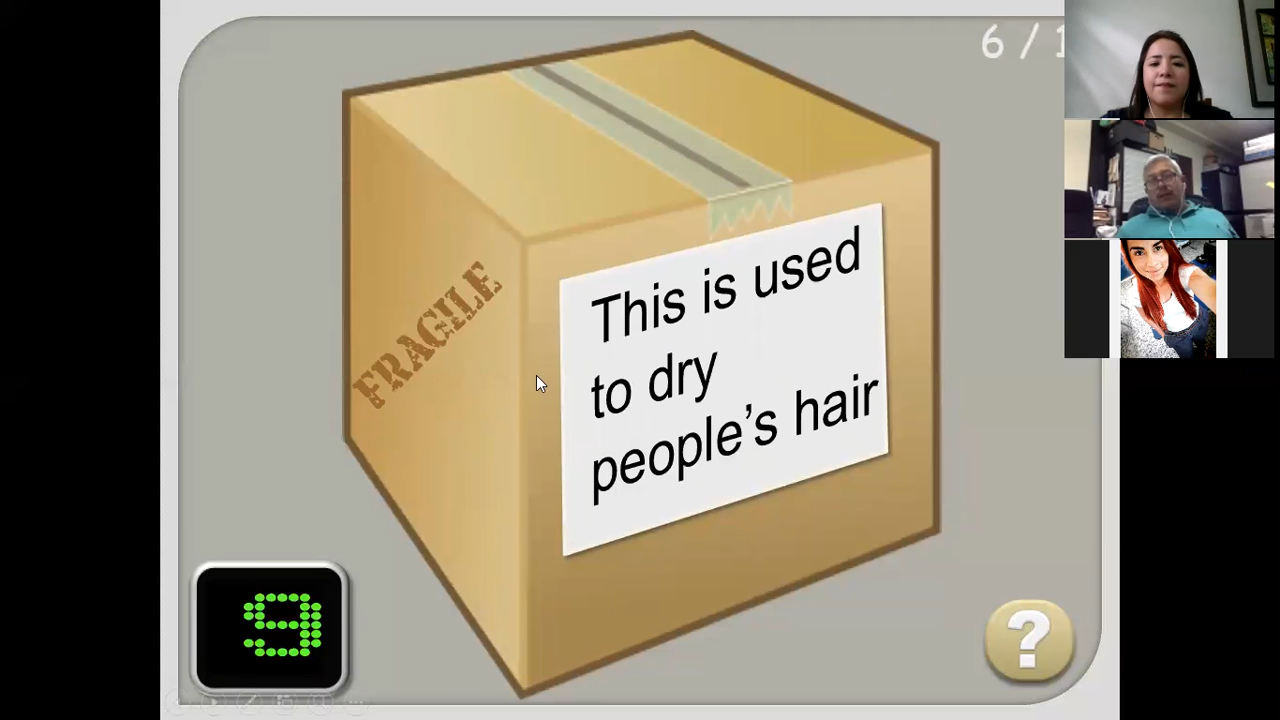 6 / 1
FRAGILE
This is used
to dry
people's hair
9
?